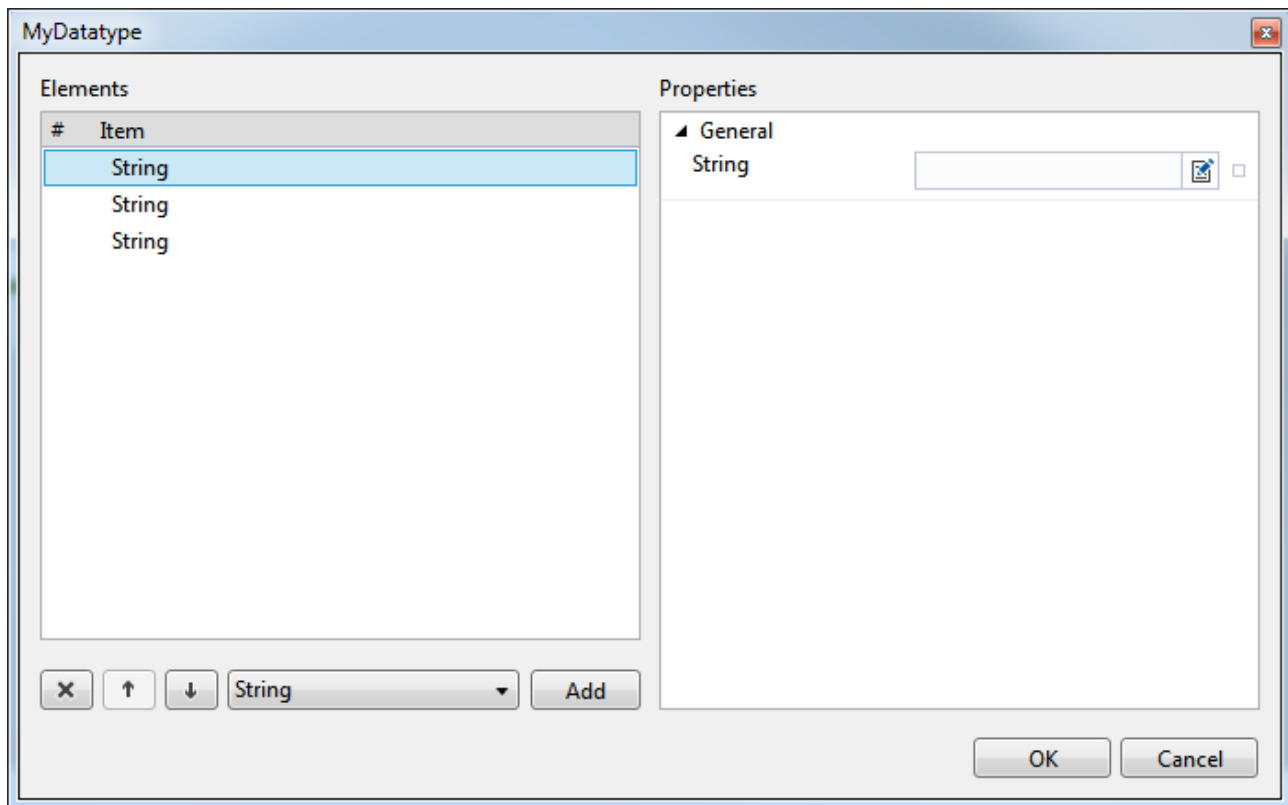 MyDatatype
Elements
# Item
String
String
String
String
Add
Properties
General
String
OK
Cancel